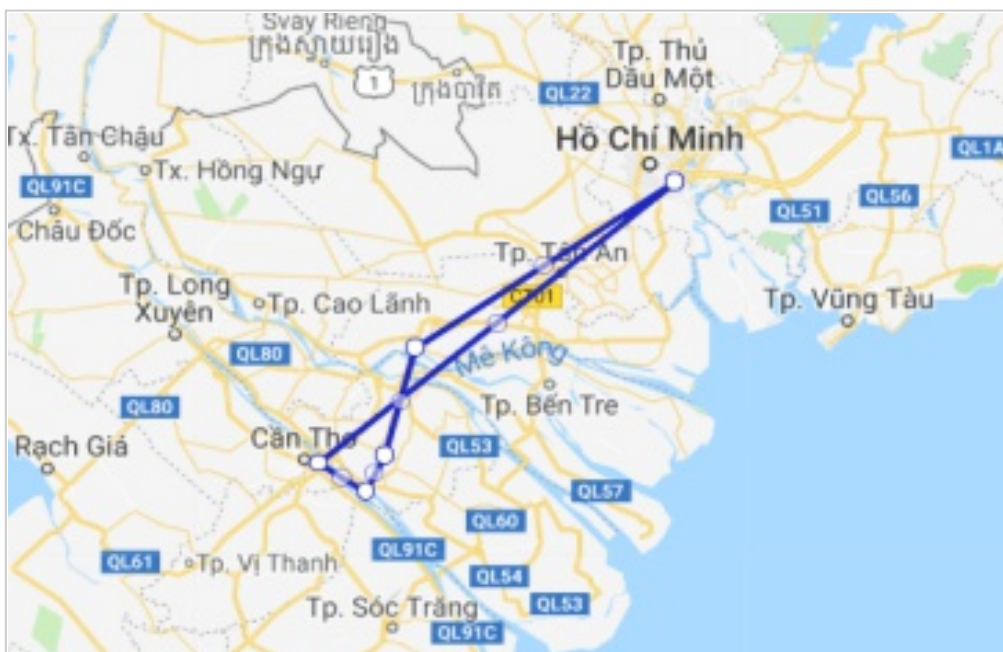 Svay Rieng
ក្រុងស្វាយរៀង
1
ក្រុងបាវិត
Tp. Thủ
Dầu Một
QL22
Hồ Chí Minh
QL1A
Tx. Tân Châu
Tx. Hồng Ngự
QL91C
Châu Đốc
QL51
QL56
Tp. Tân An
CT01
Tp. Long
Xuyên
Tp. Cao Lãnh
Tp. Vũng Tàu
QL80
Mê Kông
Tp. Bến Tre
QL80
Rạch Giá
Cần Thơ
QL53
QL57
QL60
QL91C
QL61
Tp. Vị Thanh
QL54
QL53
Tp. Sóc Trăng
QL91C